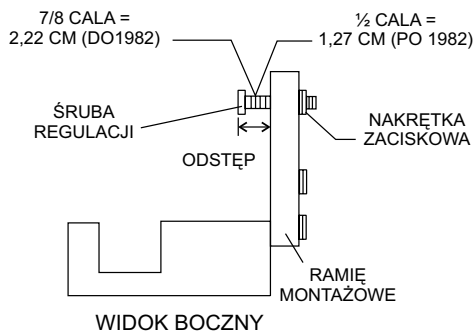 7/8 CALA =
2,22 CM (DO1982)
½ CALA =
1,27 CM (PO 1982)
ŚRUBA
REGULACJI
NAKRĘTKA
ZACISKOWA
ODSTĘP
RAMIĘ
MONTAŻOWE
WIDOK BOCZNY